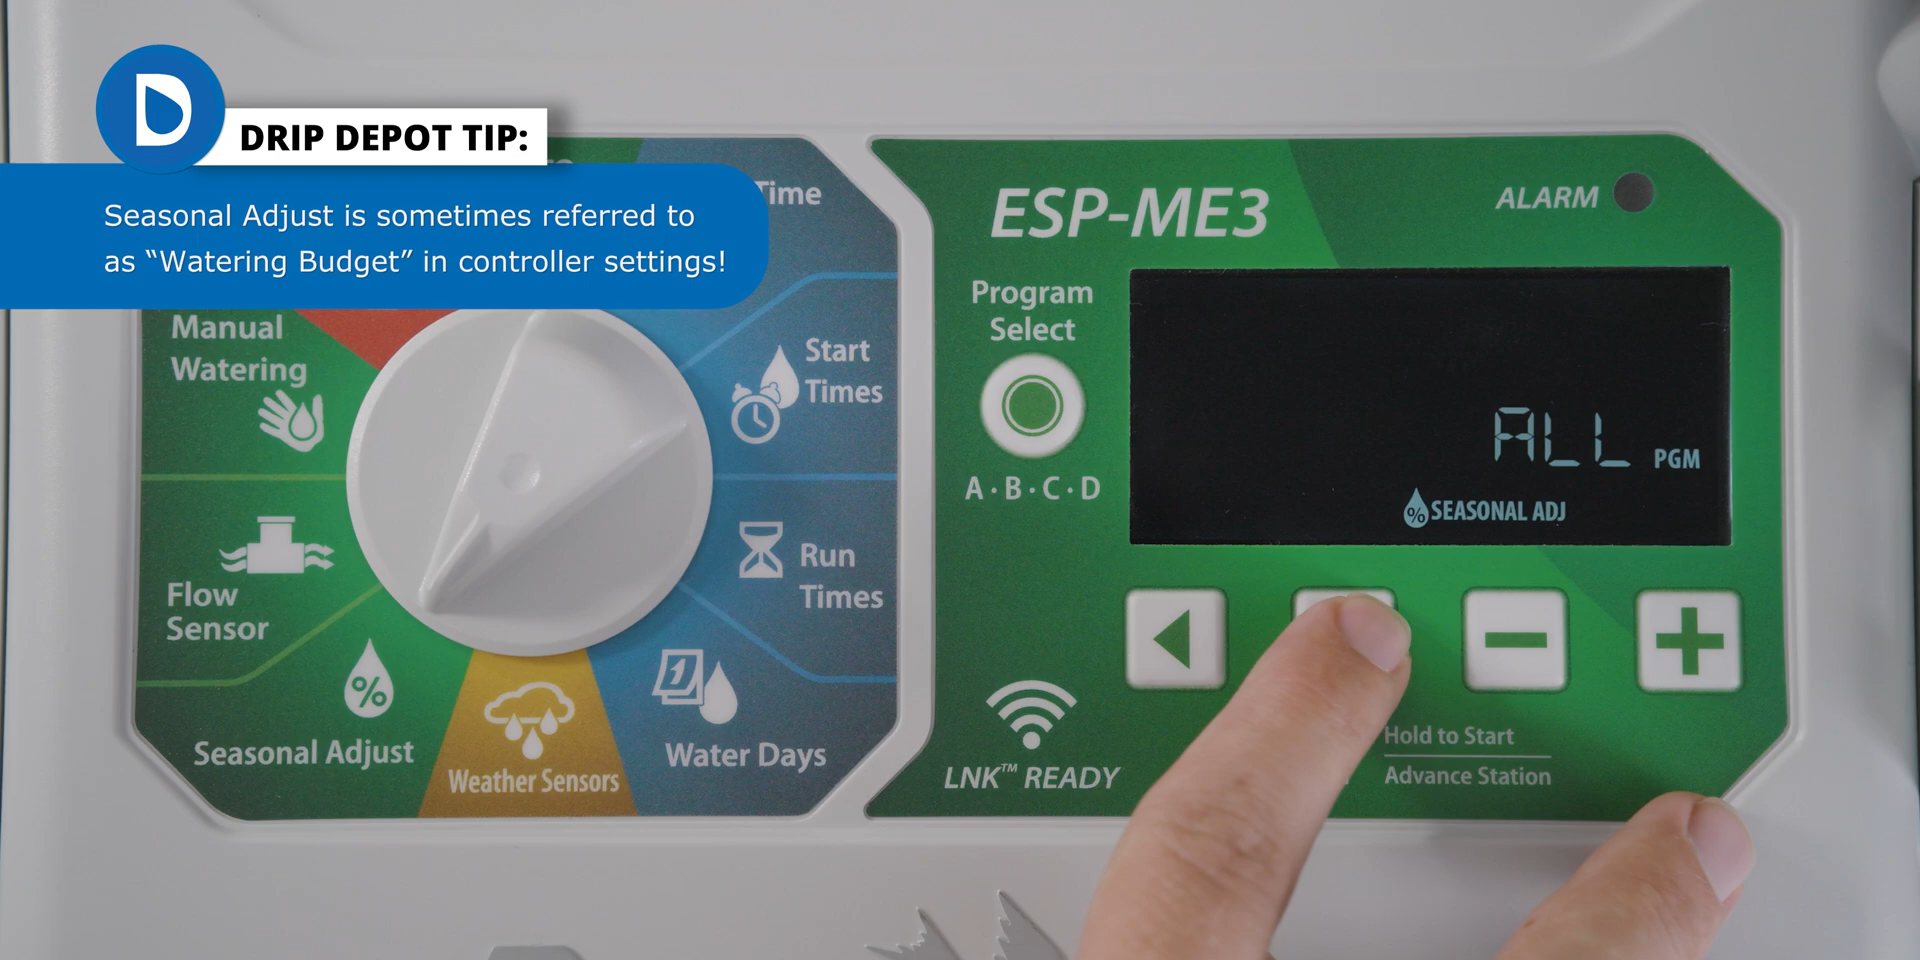 DRIP DEPOT TIP:
Seasonal Adjust is sometimes referred to
as “Watering Budget” in controller settings!
Time
Manual
Watering
Start
Times
Flow
Sensor
Run
Times
%
Seasonal Adjust
Weather Sensors
1
Water Days
ESP-ME3
ALARM
Program
Select
A · B · C · D
ALL PGM
% SEASONAL ADJ
LNK™ READY
Hold to Start
Advance Station